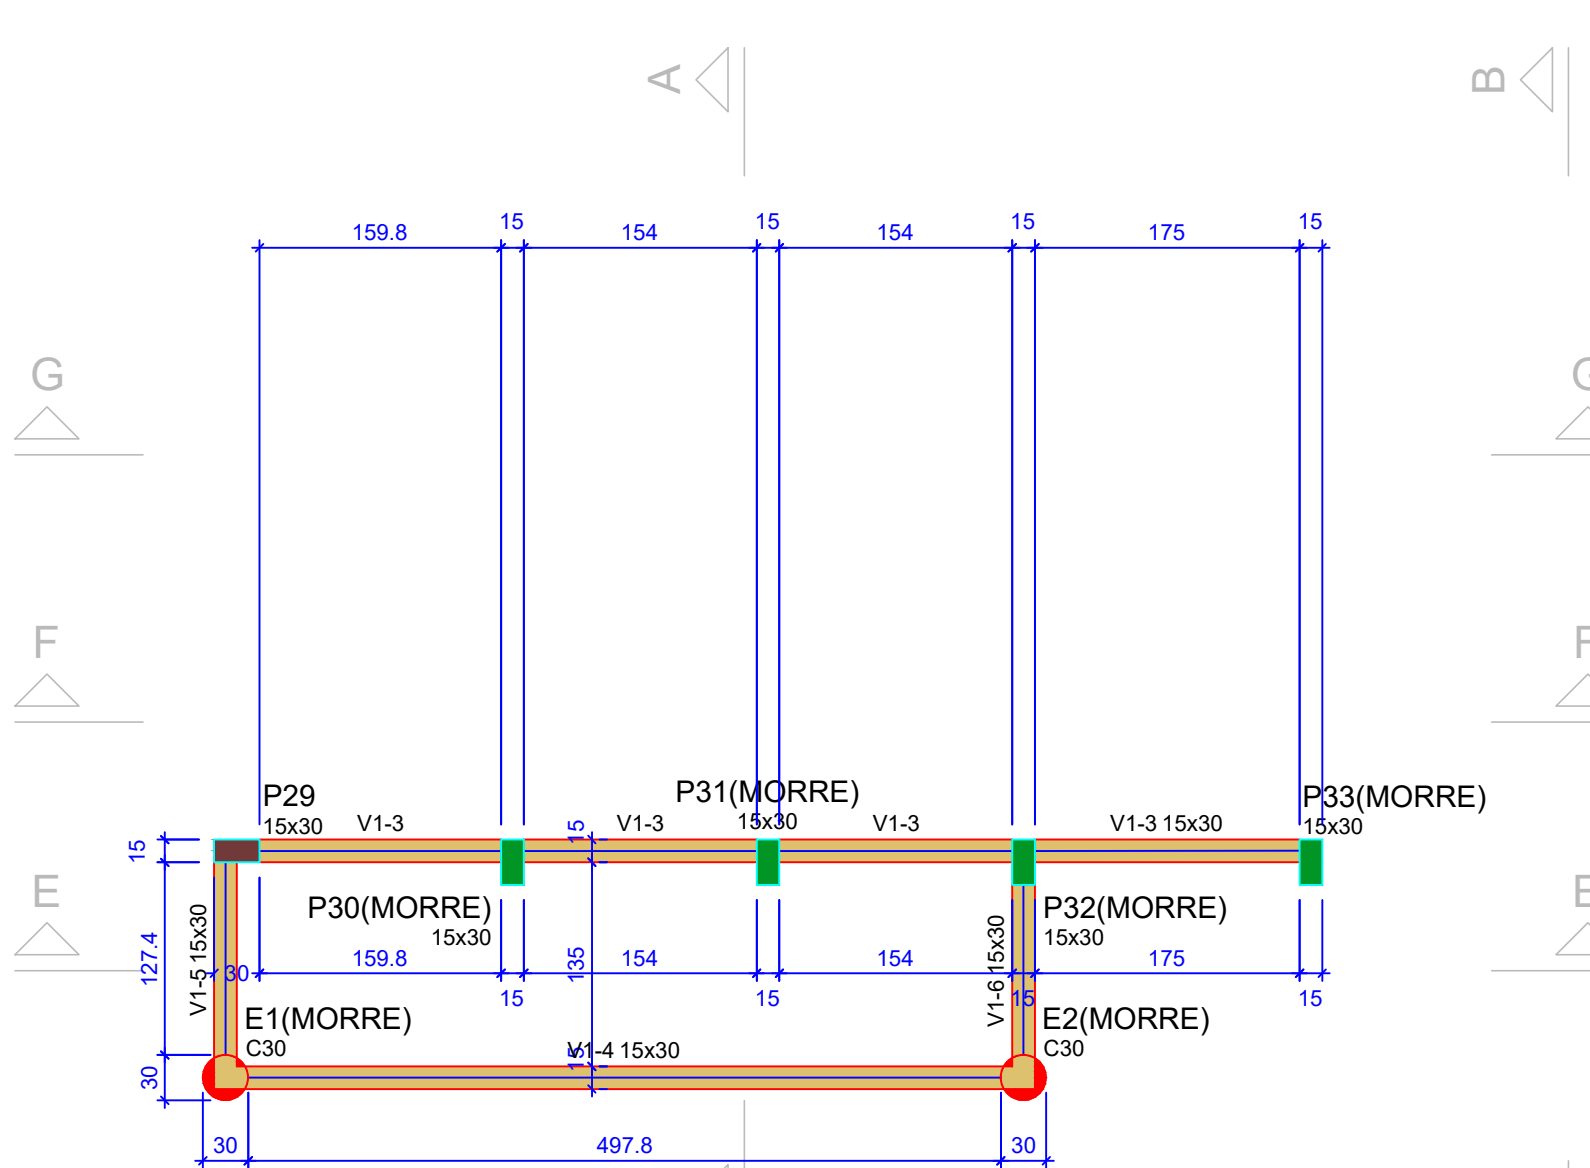 A
B
15
15
15
15
159.8
154
154
175
G
G
F
F
P29
15x30
V1-3
V1-3
P31(MORRE)
15x30
V1-3
V1-3 15x30
P33(MORRE)
15x30
15
15
E
E
P30(MORRE)
15x30
P32(MORRE)
15x30
V1-5 15x30
127.4
30
159.8
135
154
154
V1-6 15x30
175
15
15
15
15
E1(MORRE)
C30
E2(MORRE)
C30
15
V1-4 15x30
30
30
497.8
30